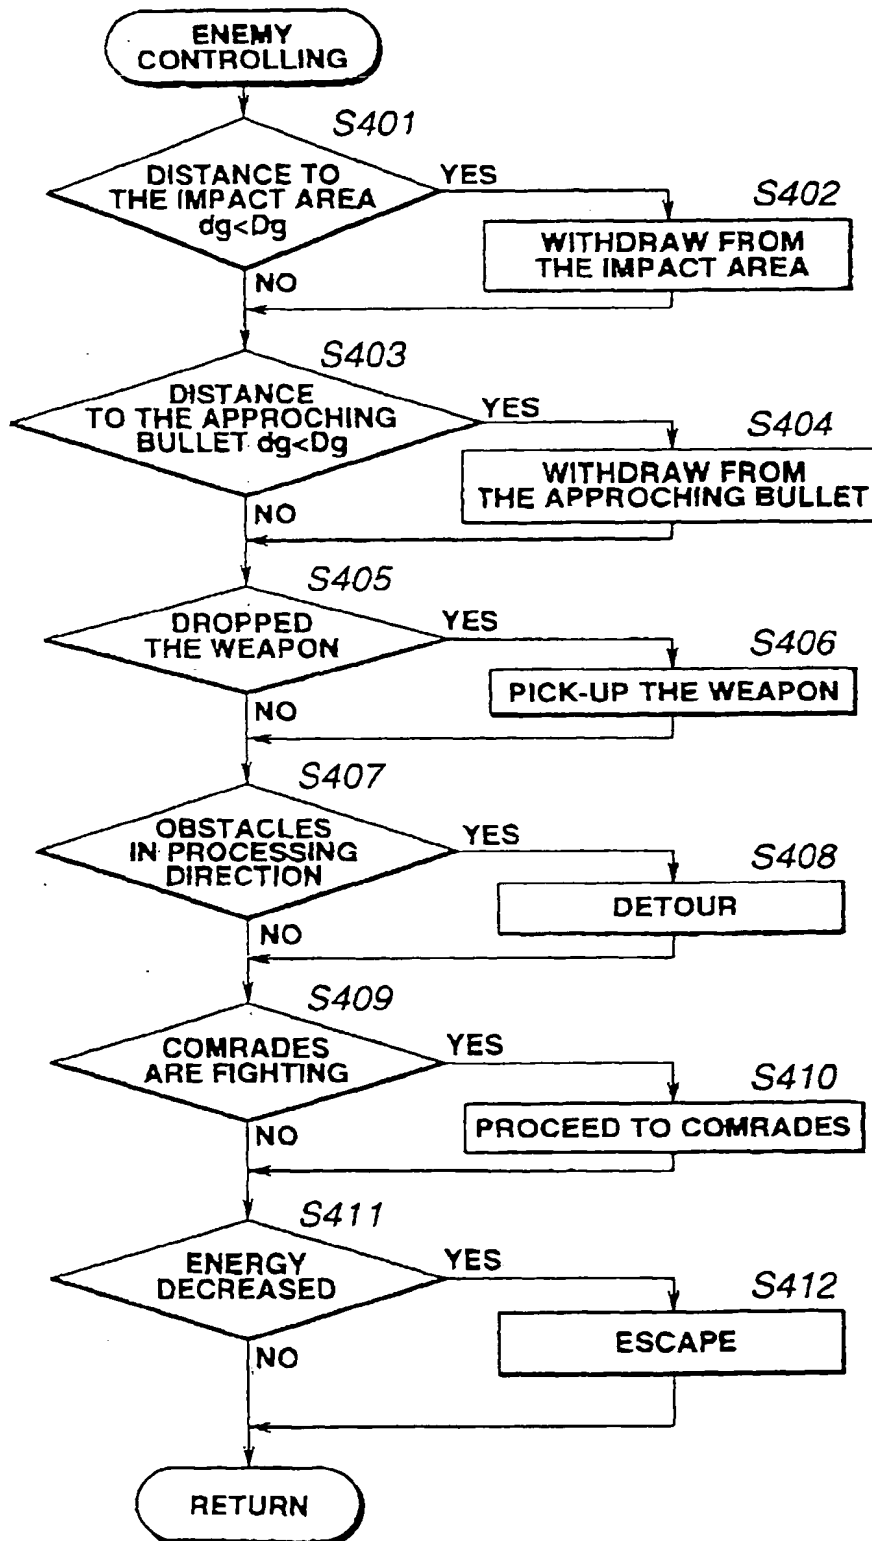 ENEMY
CONTROLLING
S401
DISTANCE TO
THE IMPACT AREA
dg<Dg
YES
S402
WITHDRAW FROM
THE IMPACT AREA
NO
S403
DISTANCE
TO THE APPROCHING
BULLET dg<Dg
YES
S404
WITHDRAW FROM
THE APPROCHING BULLET
NO
S405
DROPPED
THE WEAPON
YES
S406
PICK-UP THE WEAPON
NO
S407
OBSTACLES
IN PROCESSING
DIRECTION
YES
S408
DETOUR
NO
S409
COMRADES
ARE FIGHTING
YES
S410
PROCEED TO COMRADES
NO
S411
ENERGY
DECREASED
YES
S412
ESCAPE
NO
RETURN